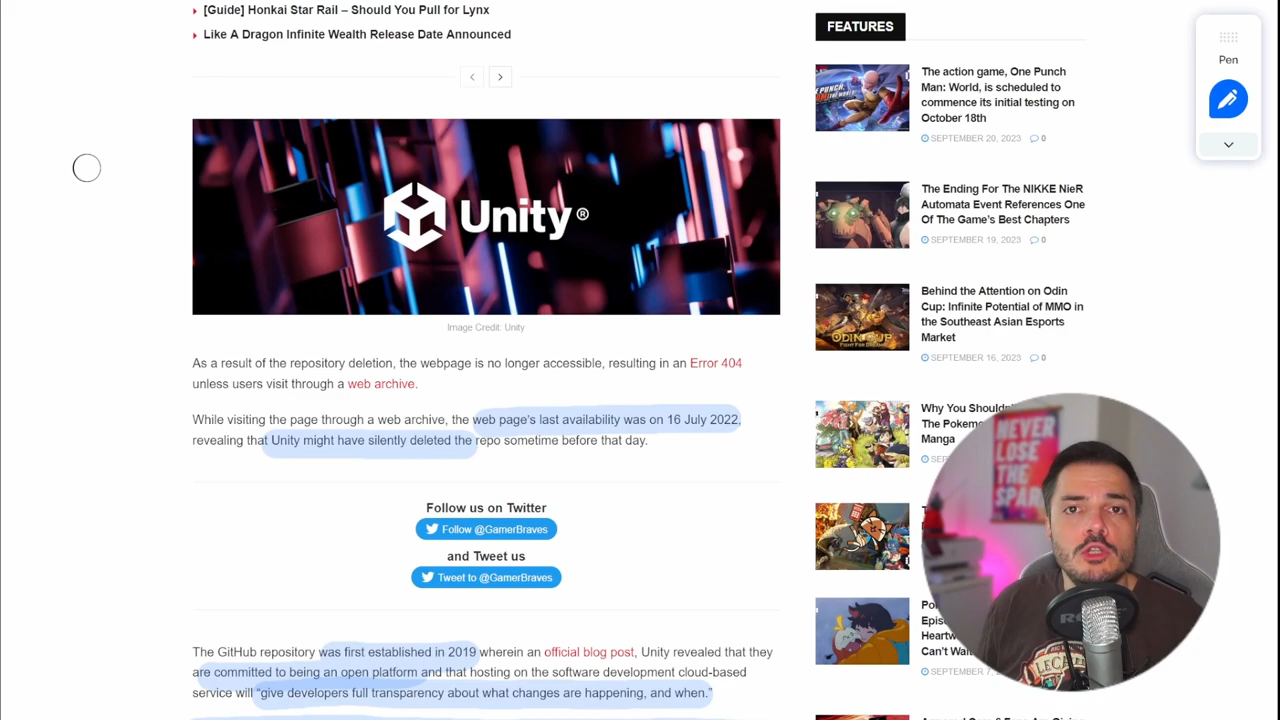 [Guide] Honkai Star Rail – Should You Pull for Lynx
Like A Dragon Infinite Wealth Release Date Announced
Unity®
Image Credit: Unity
As a result of the repository deletion, the webpage is no longer accessible, resulting in an Error 404
unless users visit through a web archive.
While visiting the page through a web archive, the web page's last availability was on 16 July 2022,
revealing that Unity might have silently deleted the repo sometime before that day.
Follow us on Twitter
Follow @GamerBraves
and Tweet us
Tweet to @GamerBraves
The GitHub repository was first established in 2019 wherein an official blog post, Unity revealed that they
are committed to being an open platform and that hosting on the software development cloud-based
service will “give developers full transparency about what changes are happening, and when.”
FEATURES
The action game, One Punch
Man: World, is scheduled to
commence its initial testing on
October 18th
SEPTEMBER 20, 2023 0
The Ending For The NIKKE NieR
Automata Event References One
Of The Game's Best Chapters
SEPTEMBER 19, 2023 0
Behind the Attention on Odin
Cup: Infinite Potential of MMO in
the Southeast Asian Esports
Market
SEPTEMBER 16, 2023 0
ODIN CUP
Why You Should
The Pokem
Manga
SEP
Episo
Heartw
Can't Wai
SEPTEMBER 7, 2
NEVER
LOSE
THE
SPAR
Pen